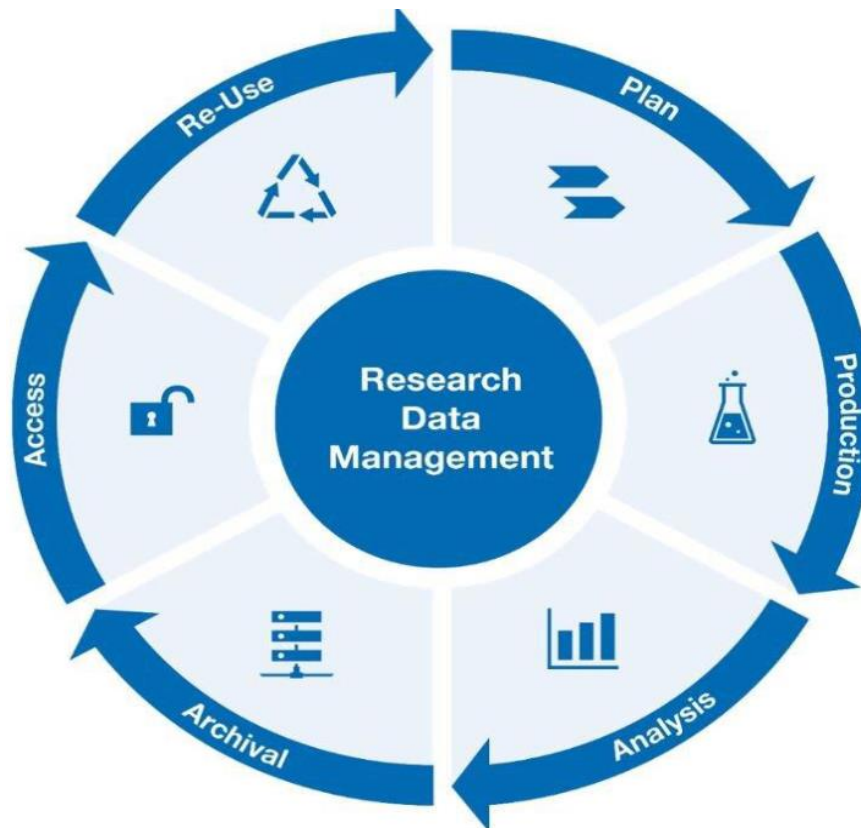 Re-Use
Plan
Production
Analysis
Archival
Access
Research
Data
Management